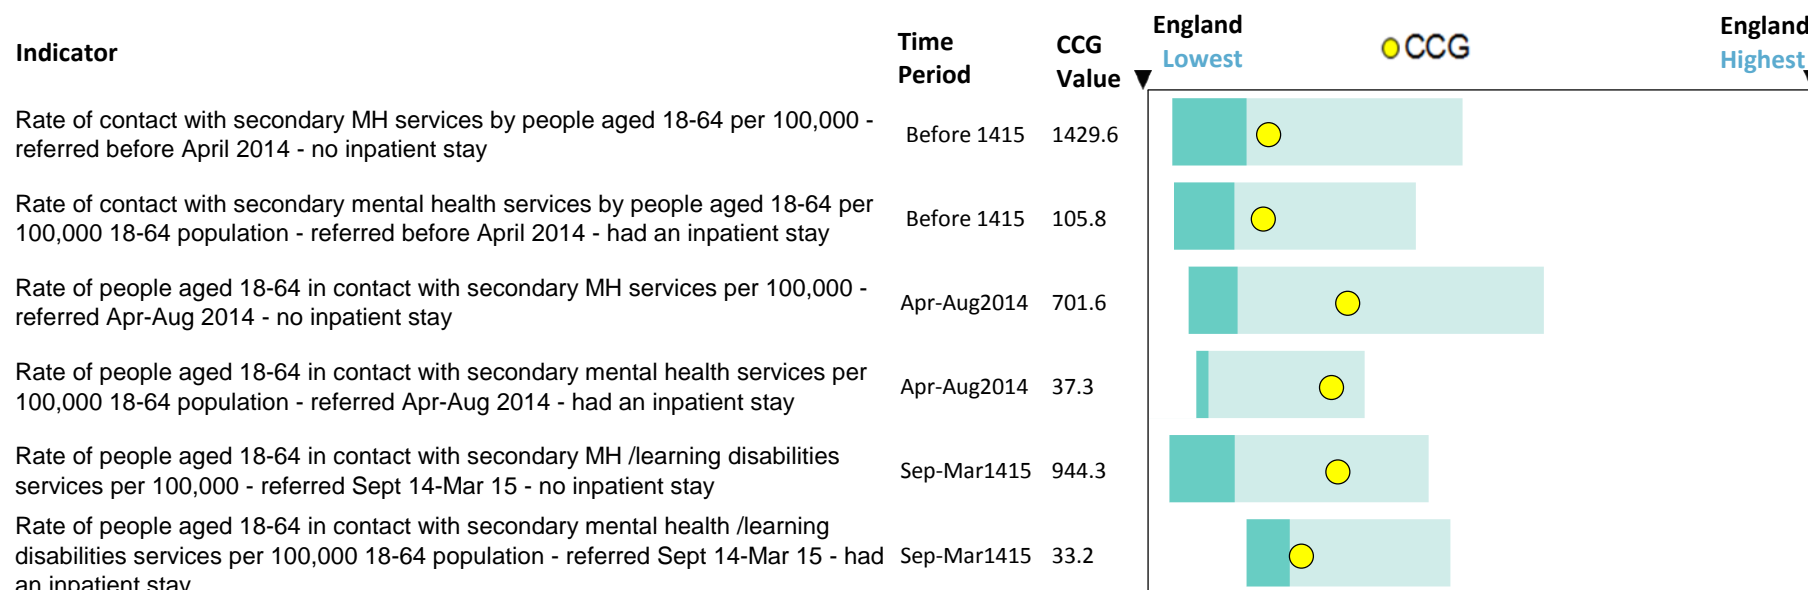 Indicator
Time Period
CCG Value
England Lowest
CCG
England Highest
Rate of contact with secondary MH services by people aged 18-64 per 100,000 -
referred before April 2014 - no inpatient stay
Before 1415 1429.6
Rate of contact with secondary mental health services by people aged 18-64 per
100,000 18-64 population - referred before April 2014 - had an inpatient stay
Before 1415 105.8
Rate of people aged 18-64 in contact with secondary MH services per 100,000 -
referred Apr-Aug 2014 - no inpatient stay
Apr-Aug2014 701.6
Rate of people aged 18-64 in contact with secondary mental health services per
100,000 18-64 population - referred Apr-Aug 2014 - had an inpatient stay
Apr-Aug2014 37.3
Rate of people aged 18-64 in contact with secondary MH /learning disabilities
services per 100,000 - referred Sept 14-Mar 15 - no inpatient stay
Sep-Mar1415 944.3
Rate of people aged 18-64 in contact with secondary mental health /learning
disabilities services per 100,000 18-64 population - referred Sept 14-Mar 15 - had
an inpatient stay
Sep-Mar1415 33.2